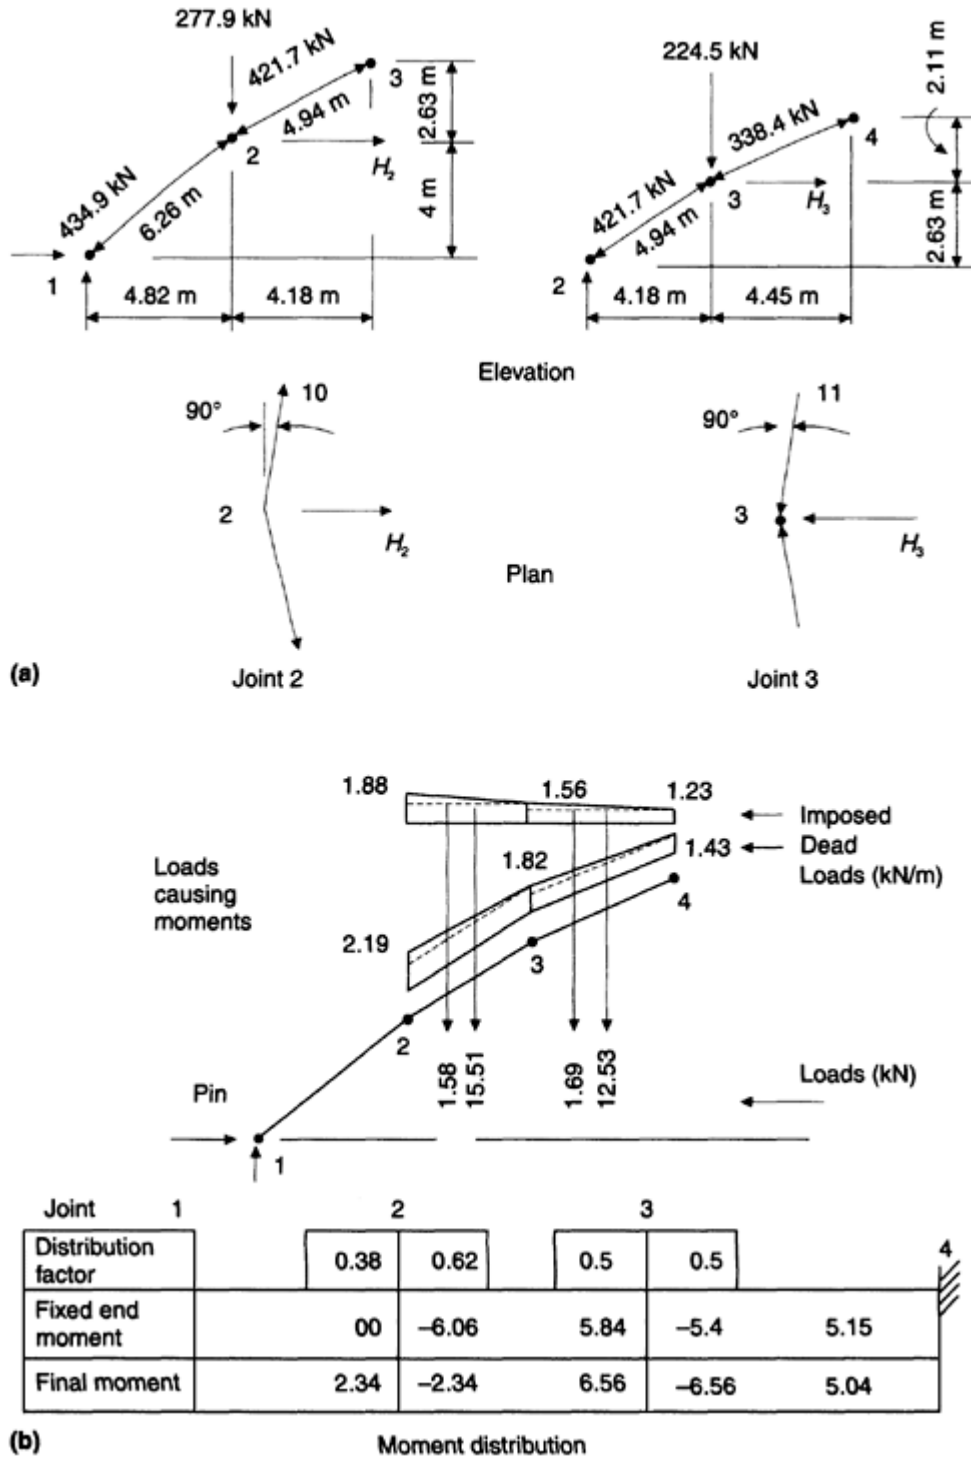 277.9 kN
421.7 kN
3
4.94 m
2.63 m
2
H2
434.9 kN
6.26 m
4 m
1
4.82 m
4.18 m
224.5 kN
2.11 m
338.4 kN
4
421.7 kN
3
H3
4.94 m
2.63 m
2
4.18 m
4.45 m
Elevation
90°
10
2
H2
90°
11
3
H3
Plan
(a)
Joint 2
Joint 3
1.88
1.56
1.23
Imposed
Dead
Loads (kN/m)
1.43
1.82
Loads
causing
moments
2.19
4
3
2
1.58
15.51
1.69
12.53
Loads (kN)
Pin
1
Joint 1 2 3 4
Distribution factor 0.38 0.62 0.5 0.5
Fixed end moment 00 –6.06 5.84 –5.4 5.15
Final moment 2.34 –2.34 6.56 –6.56 5.04
(b)
Moment distribution